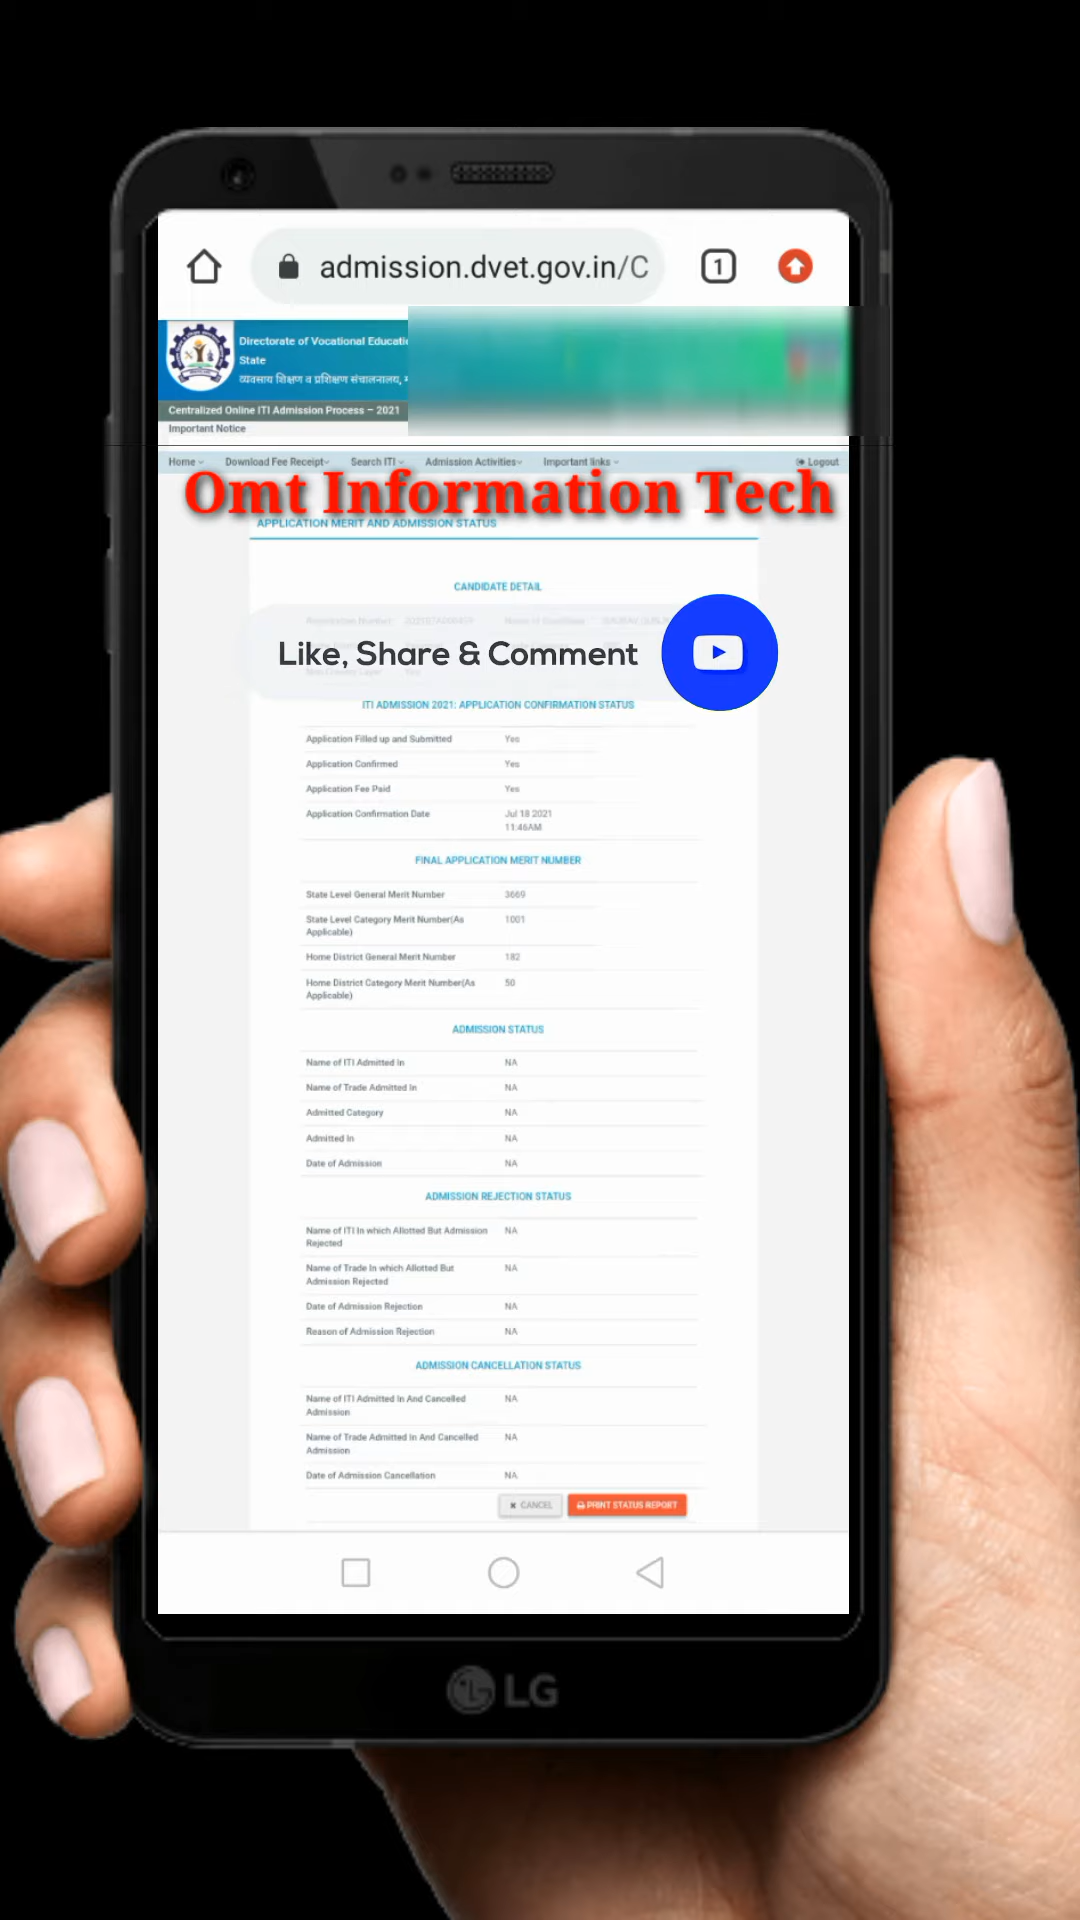 admission.dvet.gov.in/C
1
Directorate of Vocational Educati
State
व्यवसाय शिक्षण व प्रशिक्षण संचालनालय,
Centralized Online ITI Admission Process – 2021
Important Notice
Home Download Fee Receipt Search ITI Admission Activities Important links Logout
Omt Information Tech
APPLICATION MERIT AND ADMISSION STATUS
CANDIDATE DETAIL
Registration Number
Like, Share & Comment
ITI ADMISSION 2021: APPLICATION CONFIRMATION STATUS
Application Filled up and Submitted Yes
Application Confirmed Yes
Application Fee Paid Yes
Application Confirmation Date Jul 18 2021
11:46AM
FINAL APPLICATION MERIT NUMBER
State Level General Merit Number 3669
State Level Category Merit Number(As 1001
Applicable)
Home District General Merit Number 182
Home District Category Merit Number(As 50
Applicable)
ADMISSION STATUS
Name of ITI Admitted In NA
Name of Trade Admitted In NA
Admitted Category NA
Admitted In NA
Date of Admission NA
ADMISSION REJECTION STATUS
Name of ITI In which Allotted But Admission NA
Rejected
Name of Trade In which Allotted But NA
Admission Rejected
Date of Admission Rejection NA
Reason of Admission Rejection NA
ADMISSION CANCELLATION STATUS
Name of ITI Admitted In And Cancelled NA
Admission
Name of Trade Admitted In And Cancelled NA
Admission
Date of Admission Cancellation NA
CANCEL PRINT STATUS REPORT
LG